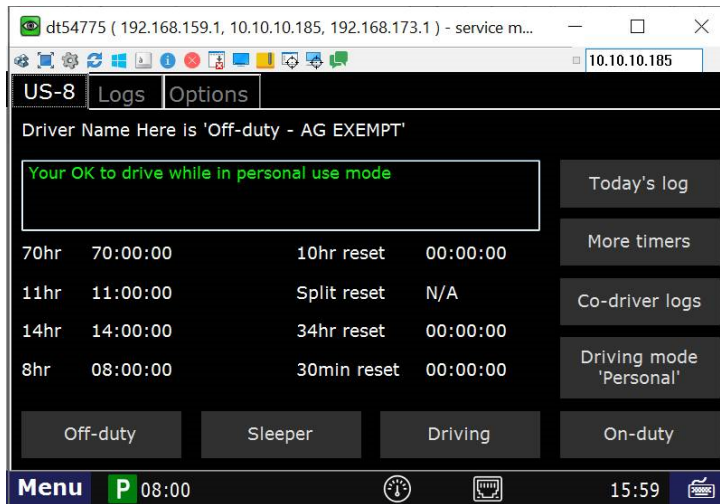 dt54775 ( 192.168.159.1, 10.10.10.185, 192.168.173.1 ) - service m...
10.10.10.185
US-8 Logs Options
Driver Name Here is 'Off-duty - AG EXEMPT'
Your OK to drive while in personal use mode
Today's log
More timers
70hr 70:00:00 10hr reset 00:00:00
11hr 11:00:00 Split reset N/A
Co-driver logs
14hr 14:00:00 34hr reset 00:00:00
8hr 08:00:00 30min reset 00:00:00
Driving mode
'Personal'
Off-duty Sleeper Driving On-duty
Menu P 08:00 15:59